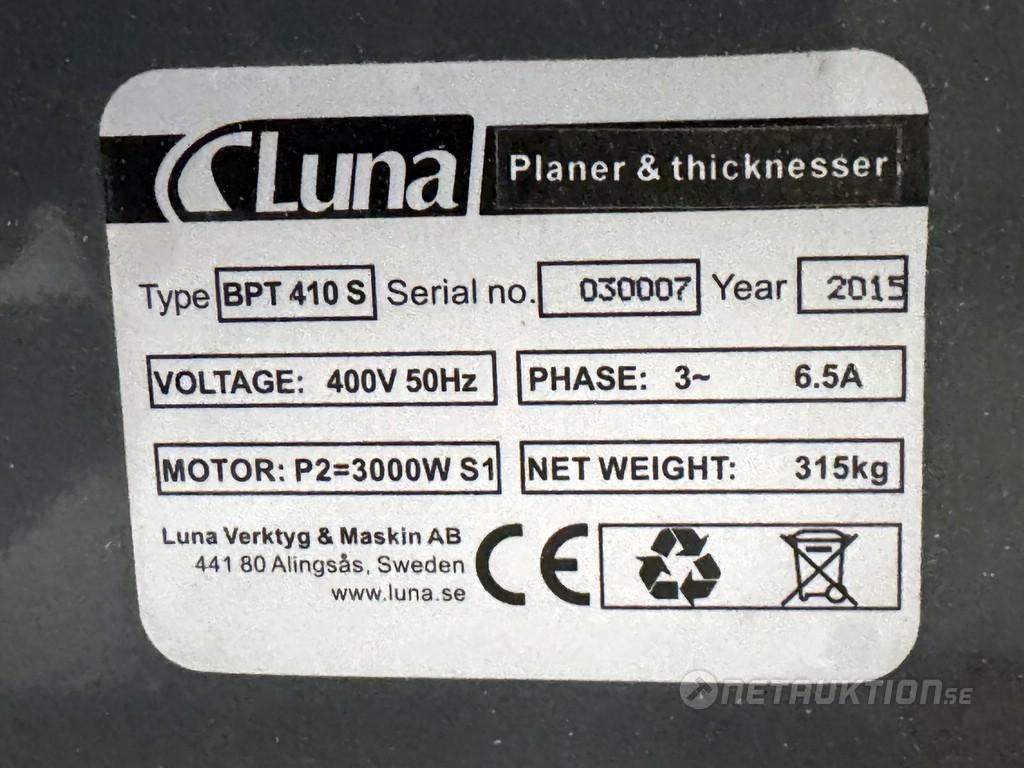 Luna Planer & thicknesser
Type BPT 410 S Serial no. 030007 Year 2015
VOLTAGE: 400V 50Hz PHASE: 3~ 6.5A
MOTOR: P2=3000W S1 NET WEIGHT: 315kg
Luna Verktyg & Maskin AB
441 80 Alingsås, Sweden
www.luna.se
CE
NETAUKTION.SE